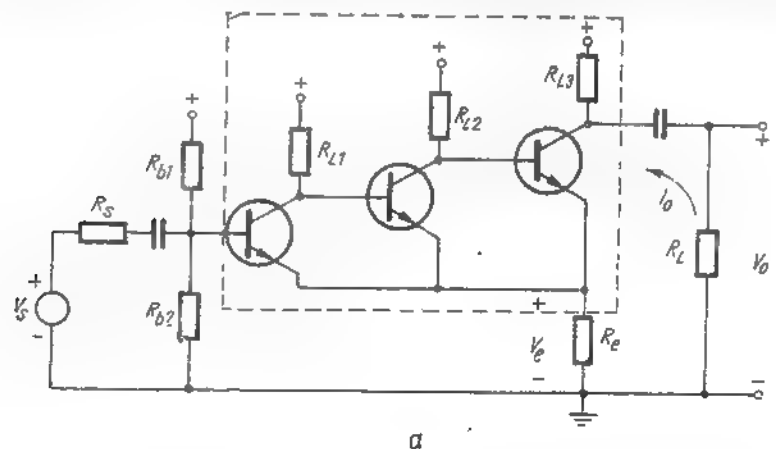 +
R_L3
+
R_L2
+
R_L1
+
R_b1
R_s
+
V_s
-
R_b2
+
V_e
-
R_e
i_o
R_L
+
V_o
-
a